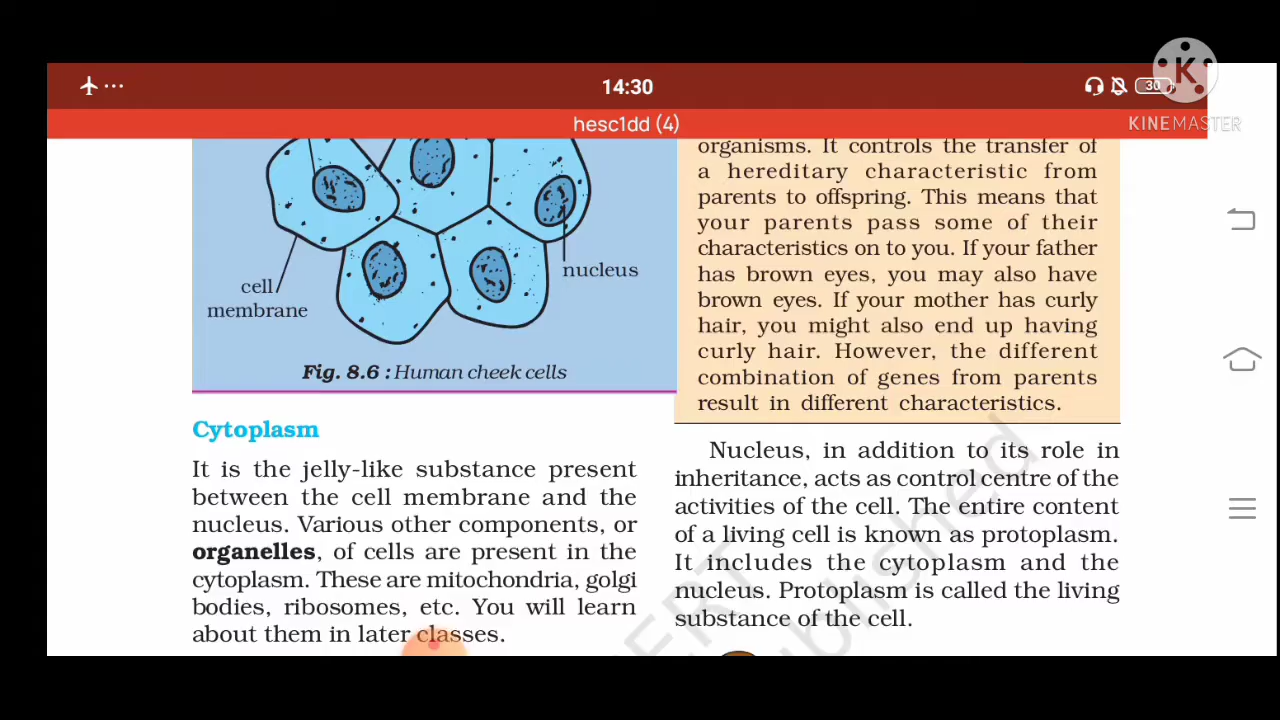 14:30
30
K
KINEMASTER
hesc1dd (4)
cell
membrane
nucleus
Fig. 8.6 : Human cheek cells
Cytoplasm
It is the jelly-like substance present
between the cell membrane and the
nucleus. Various other components, or
organelles, of cells are present in the
cytoplasm. These are mitochondria, golgi
bodies, ribosomes, etc. You will learn
about them in later classes.
organisms. It controls the transfer of
a hereditary characteristic from
parents to offspring. This means that
your parents pass some of their
characteristics on to you. If your father
has brown eyes, you may also have
brown eyes. If your mother has curly
hair, you might also end up having
curly hair. However, the different
combination of genes from parents
result in different characteristics.
Nucleus, in addition to its role in
inheritance, acts as control centre of the
activities of the cell. The entire content
of a living cell is known as protoplasm.
It includes the cytoplasm and the
nucleus. Protoplasm is called the living
substance of the cell.